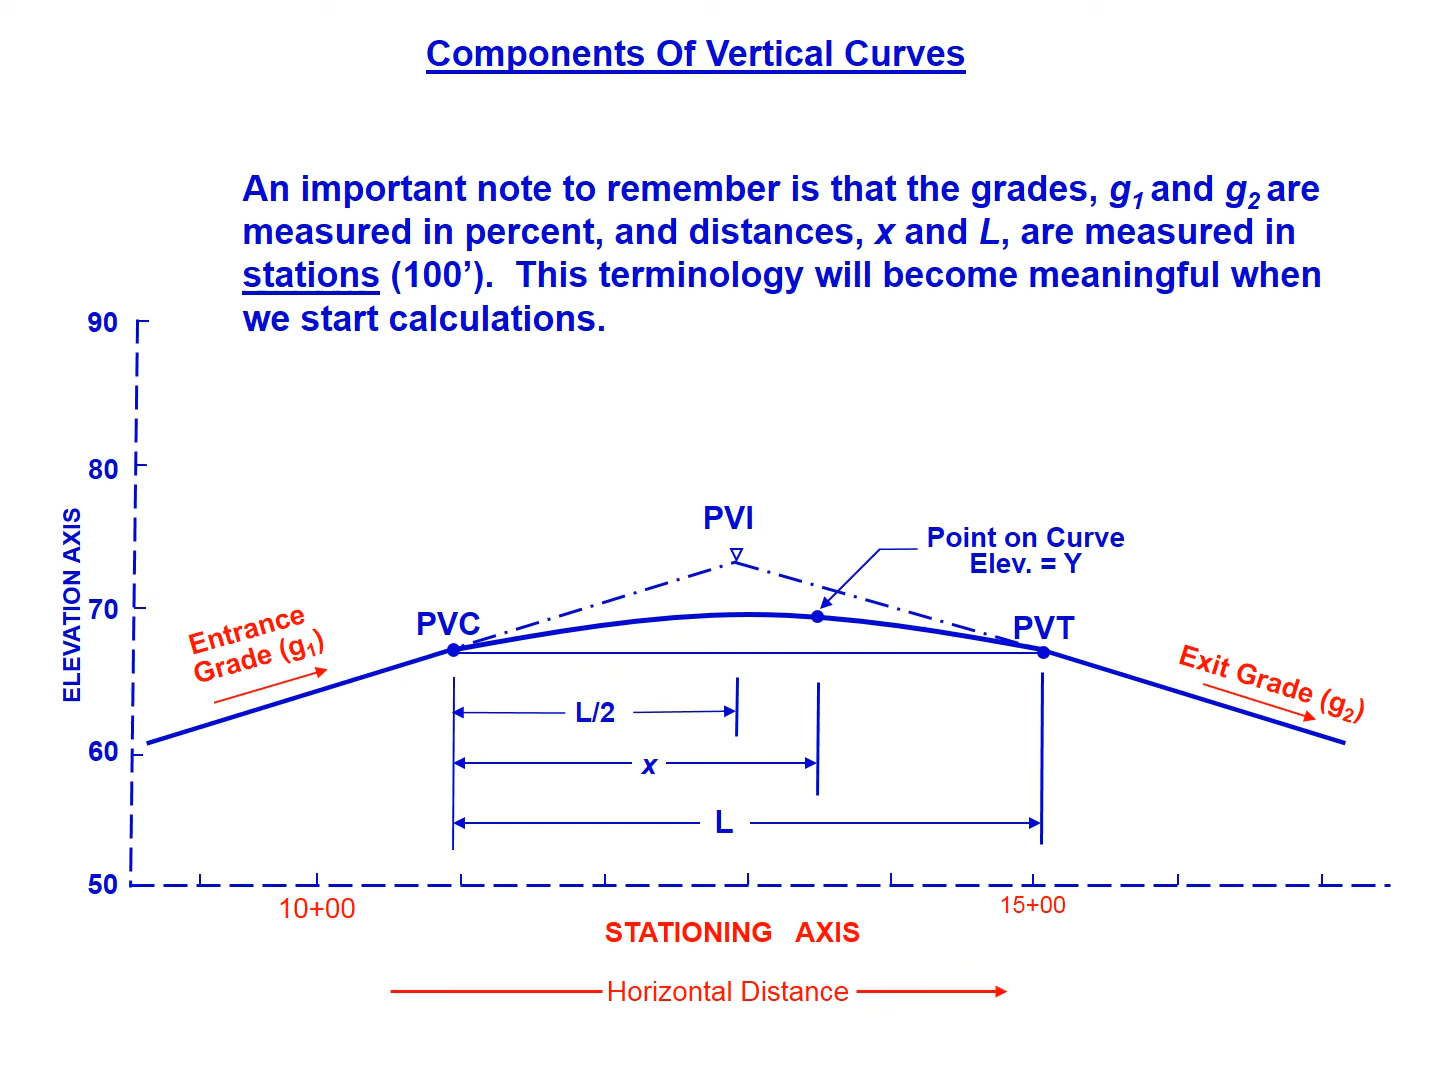 Components Of Vertical Curves
An important note to remember is that the grades, g1 and g2 are
measured in percent, and distances, x and L, are measured in
stations (100’). This terminology will become meaningful when
we start calculations.
90
80
70
60
50
ELEVATION AXIS
Entrance
Grade (g1)
PVC
PVI
Point on Curve
Elev. = Y
PVT
Exit Grade (g2)
L/2
x
L
10+00
15+00
STATIONING AXIS
Horizontal Distance